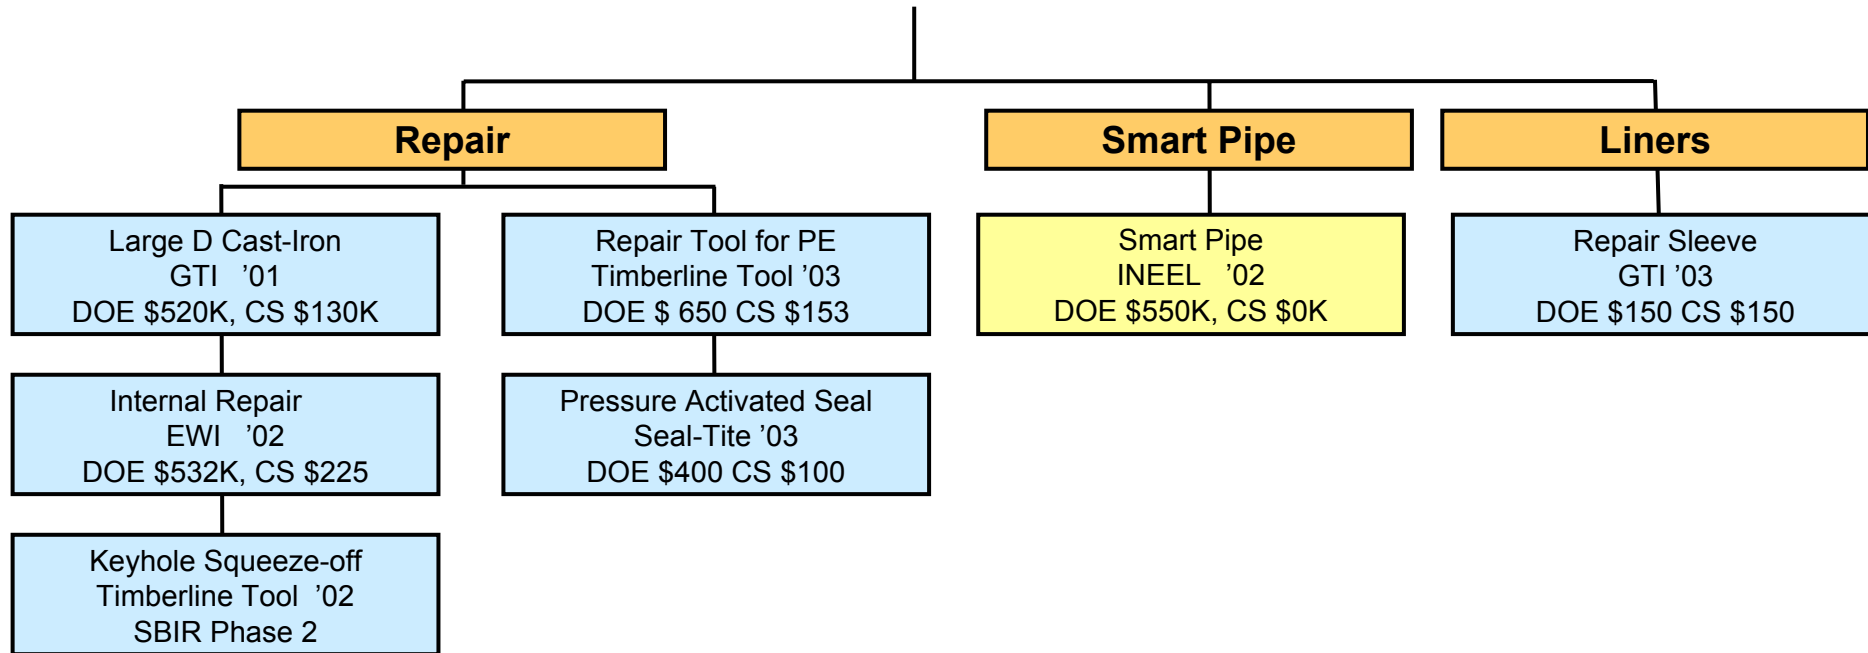 Repair
Smart Pipe
Liners
Large D Cast-Iron
GTI ’01
DOE $520K, CS $130K
Repair Tool for PE
Timberline Tool ’03
DOE $ 650 CS $153
Smart Pipe
INEEL ’02
DOE $550K, CS $0K
Repair Sleeve
GTI ’03
DOE $150 CS $150
Internal Repair
EWI ’02
DOE $532K, CS $225
Pressure Activated Seal
Seal-Tite ’03
DOE $400 CS $100
Keyhole Squeeze-off
Timberline Tool ’02
SBIR Phase 2